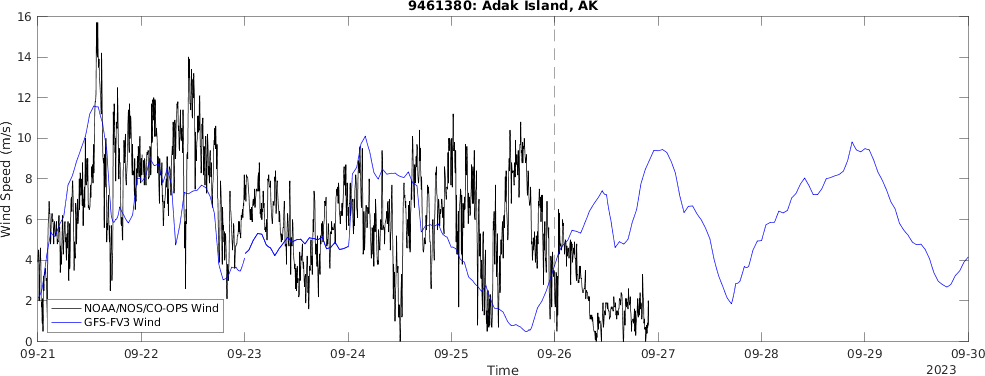 9461380: Adak Island, AK
16
14
12
10
8
6
4
2
0
Wind Speed (m/s)
NOAA/NOS/CO-OPS Wind
GFS-FV3 Wind
09-21 09-22 09-23 09-24 09-25 09-26 09-27 09-28 09-29 09-30
Time
2023